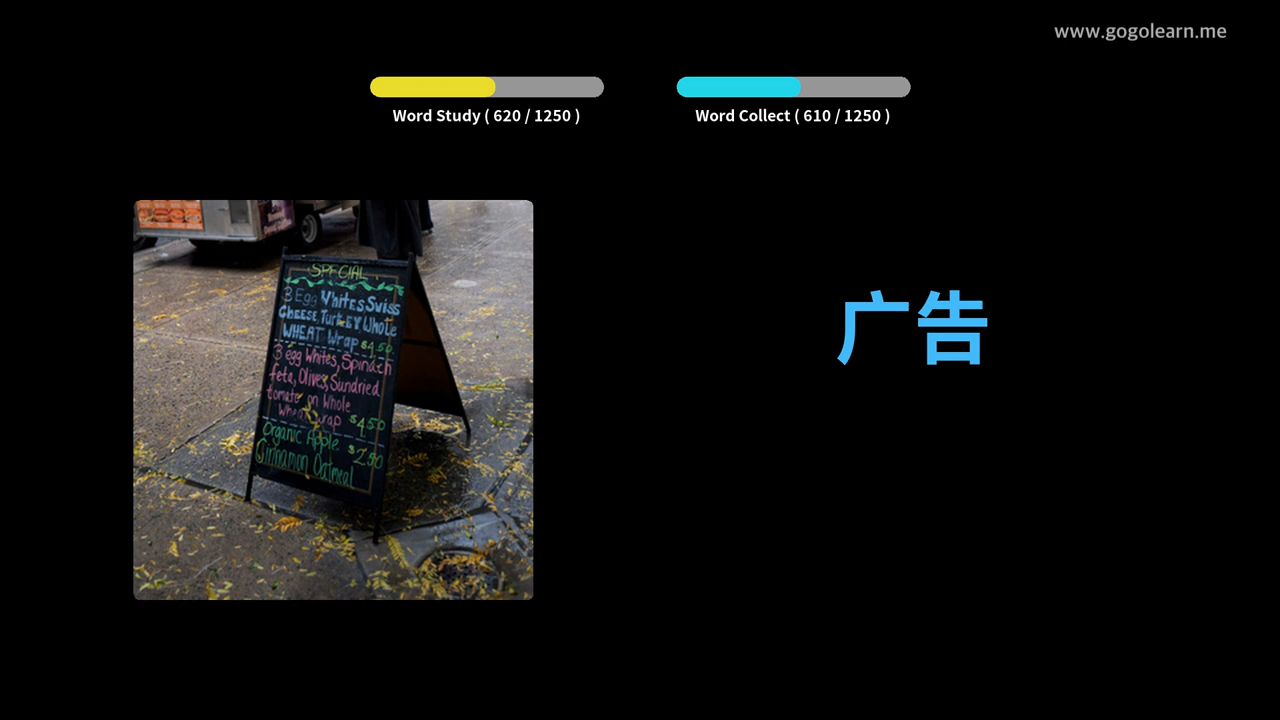 www.gogolearn.me
Word Study ( 620 / 1250 )
Word Collect ( 610 / 1250 )
SPECIAL
3 Egg Whites, Swiss
Cheese, Turkey, Whole
WHEAT Wrap $4.50
3 egg Whites, Spinach
feta, Olives, Sundried
tomato on Whole
Wheat Wrap $4.50
Organic Apple
Cinnamon Oatmeal $2.50
广告